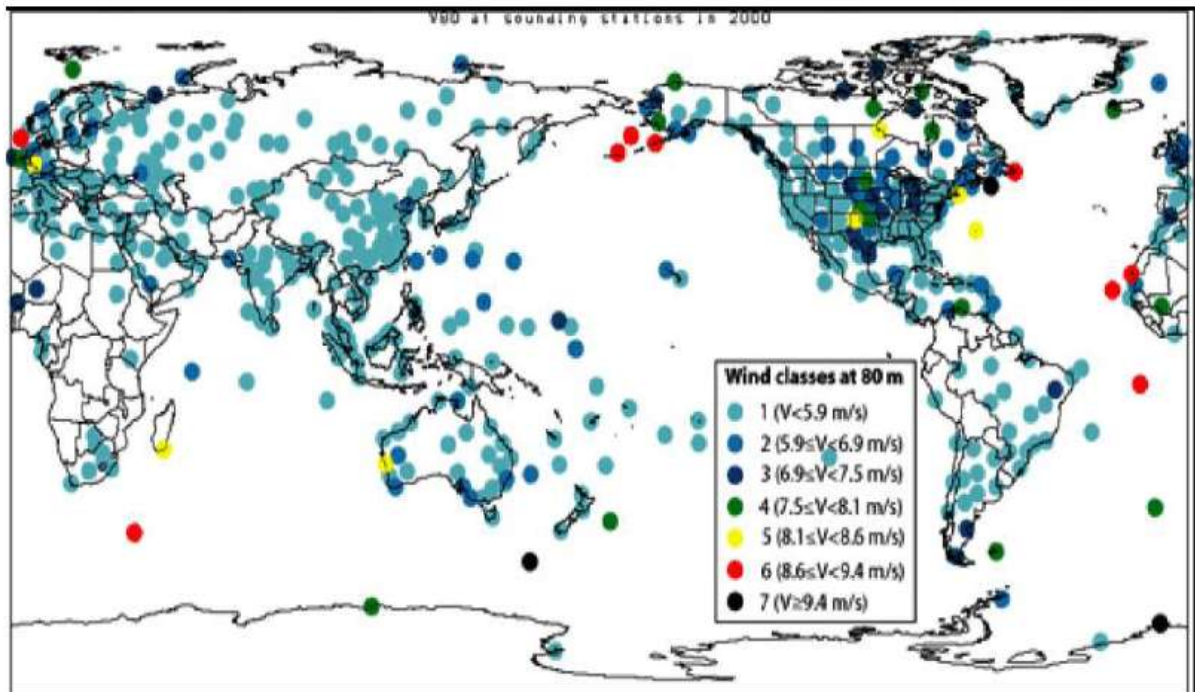 V80 at sounding stations in 2000
Wind classes at 80 m
1 (V<5.9 m/s)
2 (5.9≤V<6.9 m/s)
3 (6.9≤V<7.5 m/s)
4 (7.5≤V<8.1 m/s)
5 (8.1≤V<8.6 m/s)
6 (8.6≤V<9.4 m/s)
7 (V≥9.4 m/s)